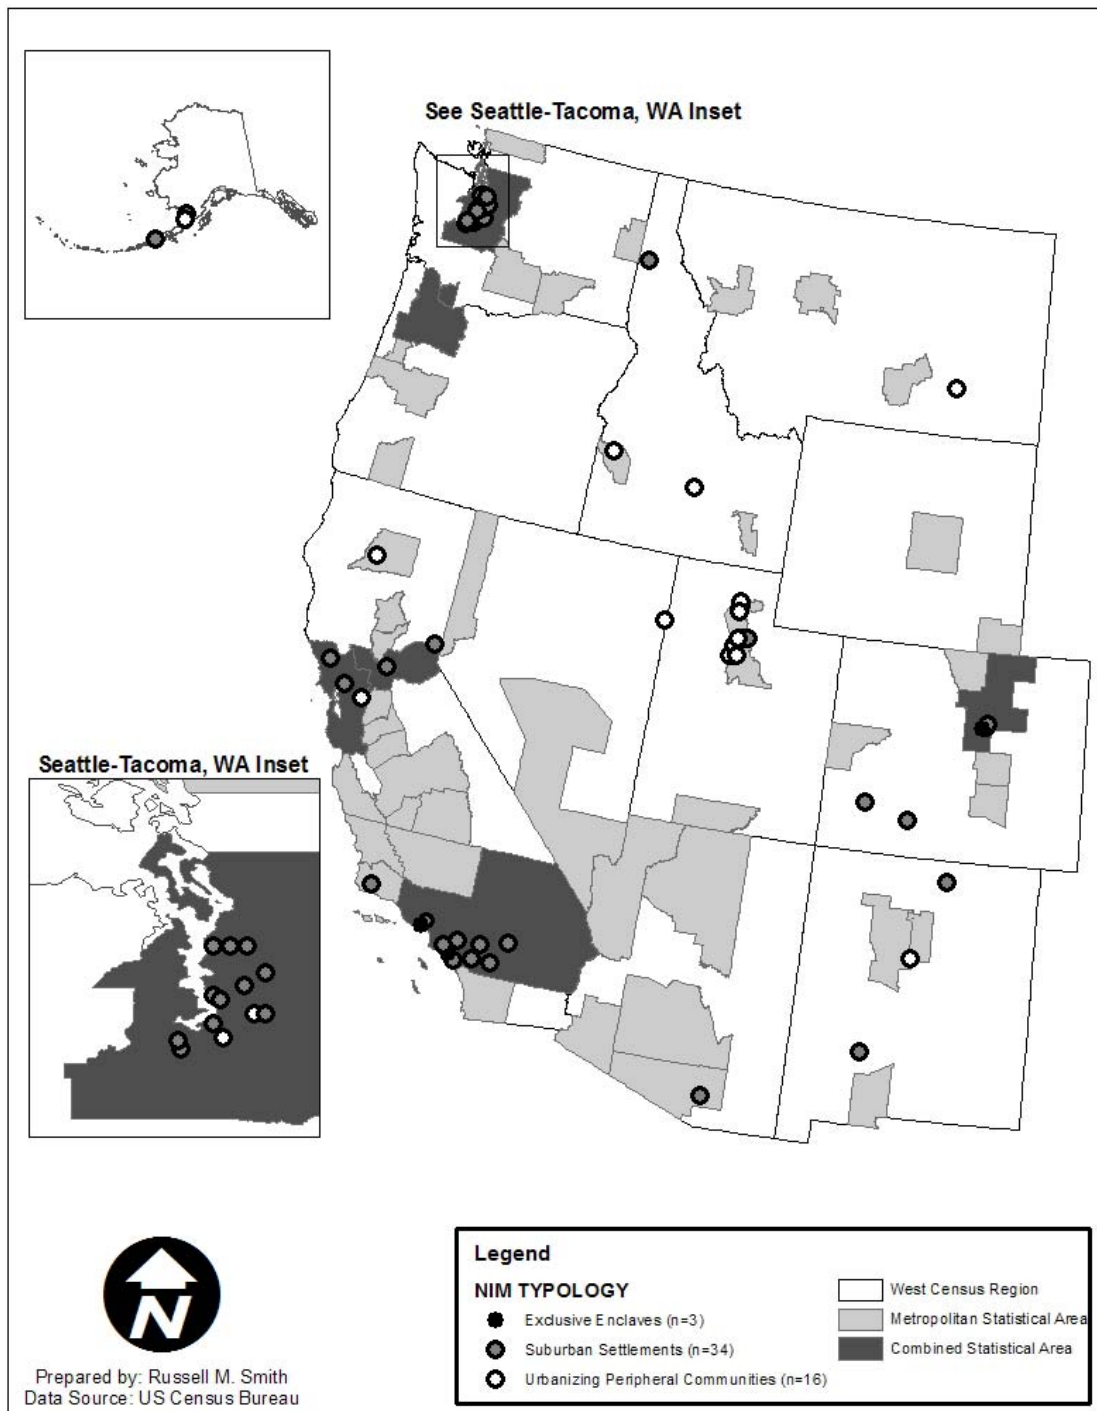 See Seattle-Tacoma, WA Inset
Seattle-Tacoma, WA Inset
N
Prepared by: Russell M. Smith
Data Source: US Census Bureau
Legend
NIM TYPOLOGY
Exclusive Enclaves (n=3)
Suburban Settlements (n=34)
Urbanizing Peripheral Communities (n=16)
West Census Region
Metropolitan Statistical Area
Combined Statistical Area